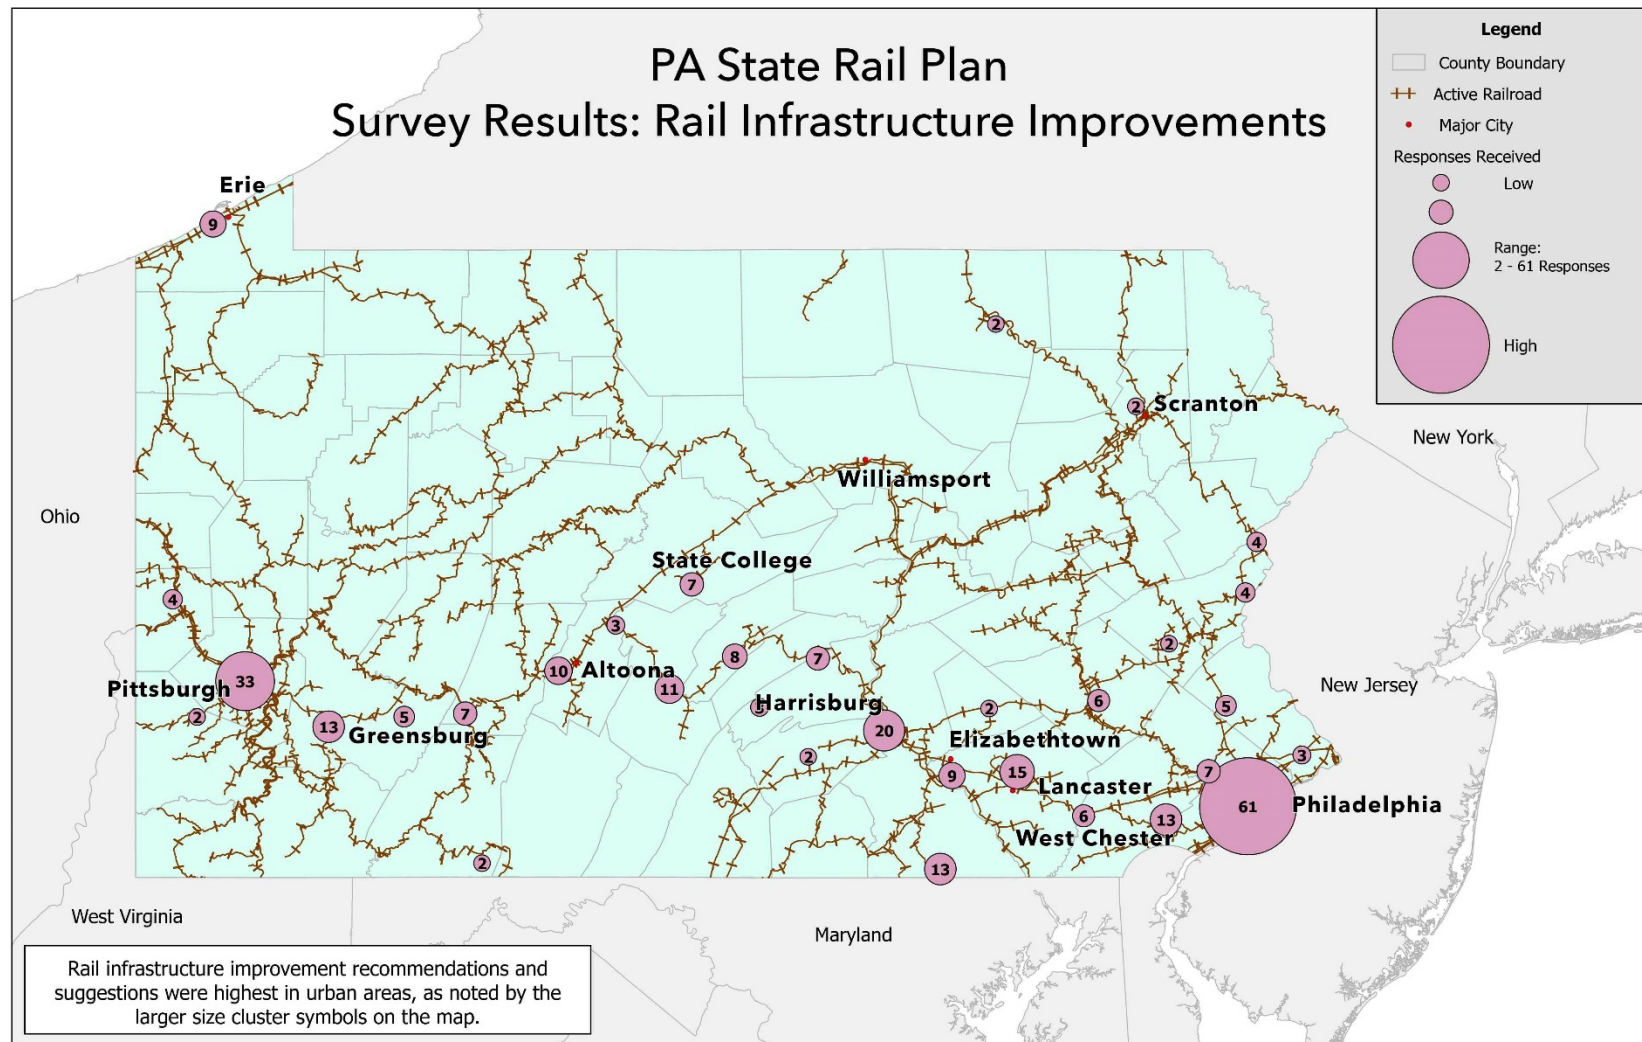 PA State Rail Plan
Survey Results: Rail Infrastructure Improvements
Legend
County Boundary
Active Railroad
Major City
Responses Received
Low
Range:
2 - 61 Responses
High
Erie
9
2
2
Scranton
New York
Williamsport
Ohio
4
State College
7
4
4
3
2
8
7
10
Altoona
33
Pittsburgh
11
New Jersey
6
Harrisburg
2
5
7
5
2
13
Greensburg
20
Elizabethtown
3
2
9
15
7
Lancaster
61
Philadelphia
6
13
West Chester
2
13
West Virginia
Maryland
Rail infrastructure improvement recommendations and
suggestions were highest in urban areas, as noted by the
larger size cluster symbols on the map.